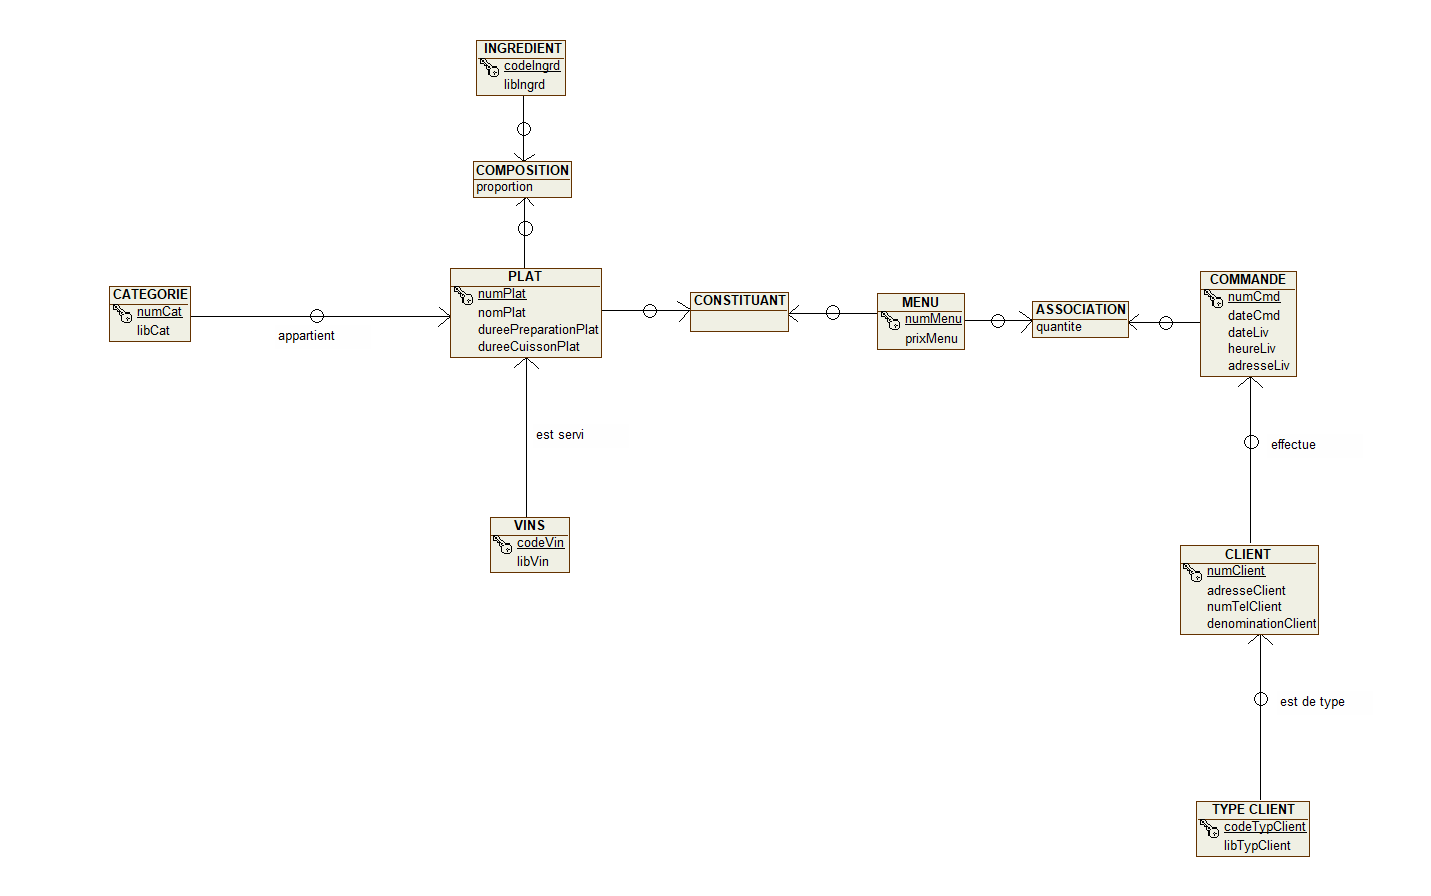 INGREDIENT
codeIngrd
libIngrd
COMPOSITION
proportion
CATEGORIE
numCat
libCat
appartient
PLAT
numPlat
nomPlat
dureePreparationPlat
dureeCuissonPlat
CONSTITUANT
MENU
numMenu
prixMenu
ASSOCIATION
quantite
COMMANDE
numCmd
dateCmd
dateLiv
heureLiv
adresseLiv
est servi
effectue
VINS
codeVin
libVin
CLIENT
numClient
adresseClient
numTelClient
denominationClient
est de type
TYPE CLIENT
codeTypClient
libTypClient